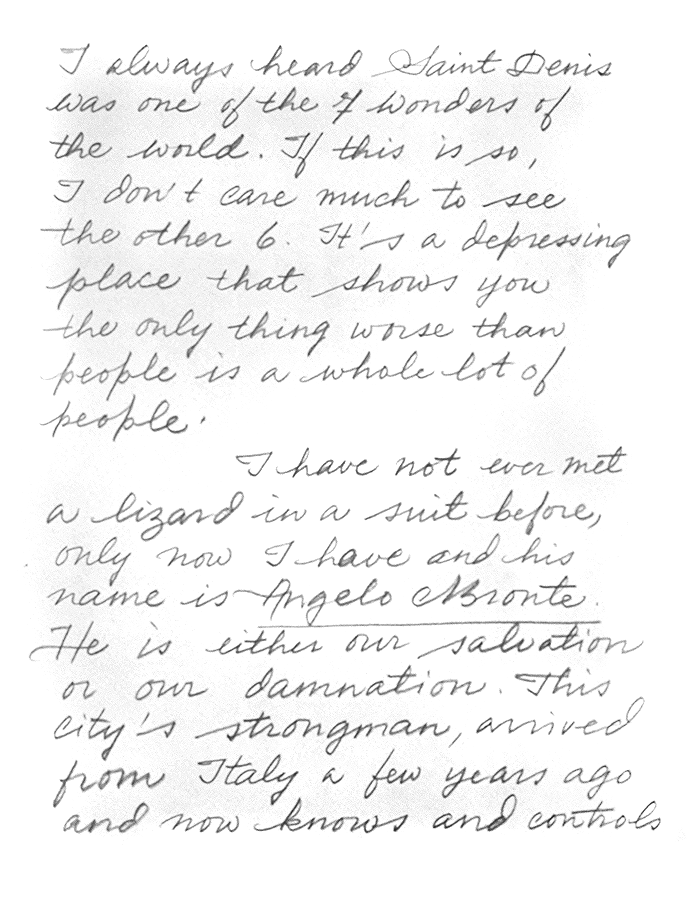 I always heard Saint Denis
was one of the 7 wonders of
the world. If this is so,
I don't care much to see
the other 6. It's a depressing
place that shows you
the only thing worse than
people is a whole lot of
people.
I have not ever met
a lizard in a suit before,
only now I have and his
name is Angelo Bronte.
He is either our salvation
or our damnation. This
city's strongman, arrived
from Italy a few years ago
and now knows and controls